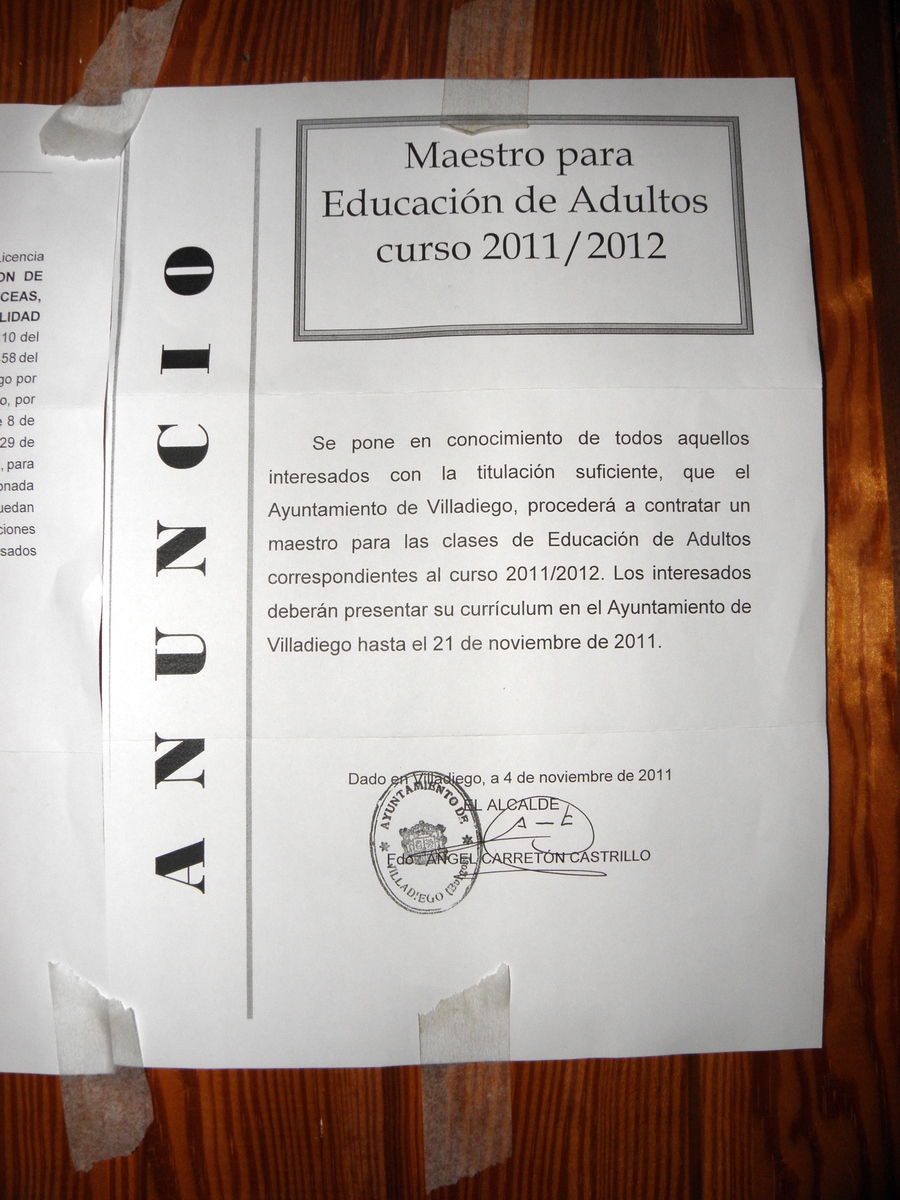 icencia
ON DE
CEAS,
LIDAD
10 del
58 del
go por
o, por
8 de
29 de
, para
onada
uedan
ciones
sados
ANUNCIO
Maestro para
Educación de Adultos
curso 2011/2012
Se pone en conocimiento de todos aquellos
interesados con la titulación suficiente, que el
Ayuntamiento de Villadiego, procederá a contratar un
maestro para las clases de Educación de Adultos
correspondientes al curso 2011/2012. Los interesados
deberán presentar su currículum en el Ayuntamiento de
Villadiego hasta el 21 de noviembre de 2011.
Dado en Villadiego, a 4 de noviembre de 2011
EL ALCALDE
Fdo. ANGEL CARRETÓN CASTRILLO
AYUNTAMIENTO DE
VILLADIEGO (Burgos)